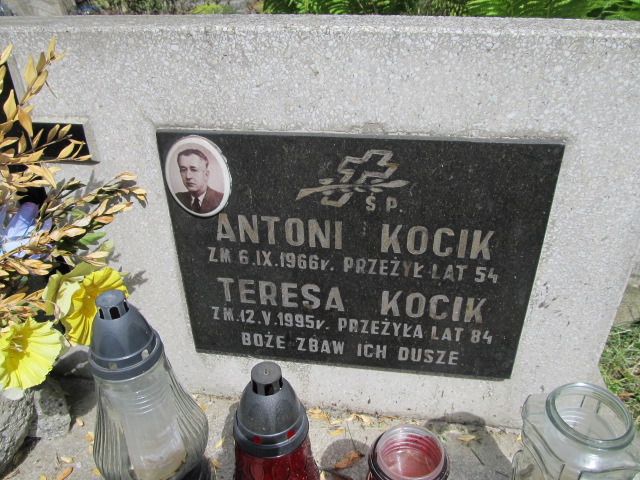 Ś.P.
ANTONI KOCIK
ZM 6.IX.1966r. PRZEŻYŁ LAT 54
TERESA KOCIK
ZM.12.V.1995r. PRZEŻYŁA LAT 84
BOŻE ZBAW ICH DUSZE